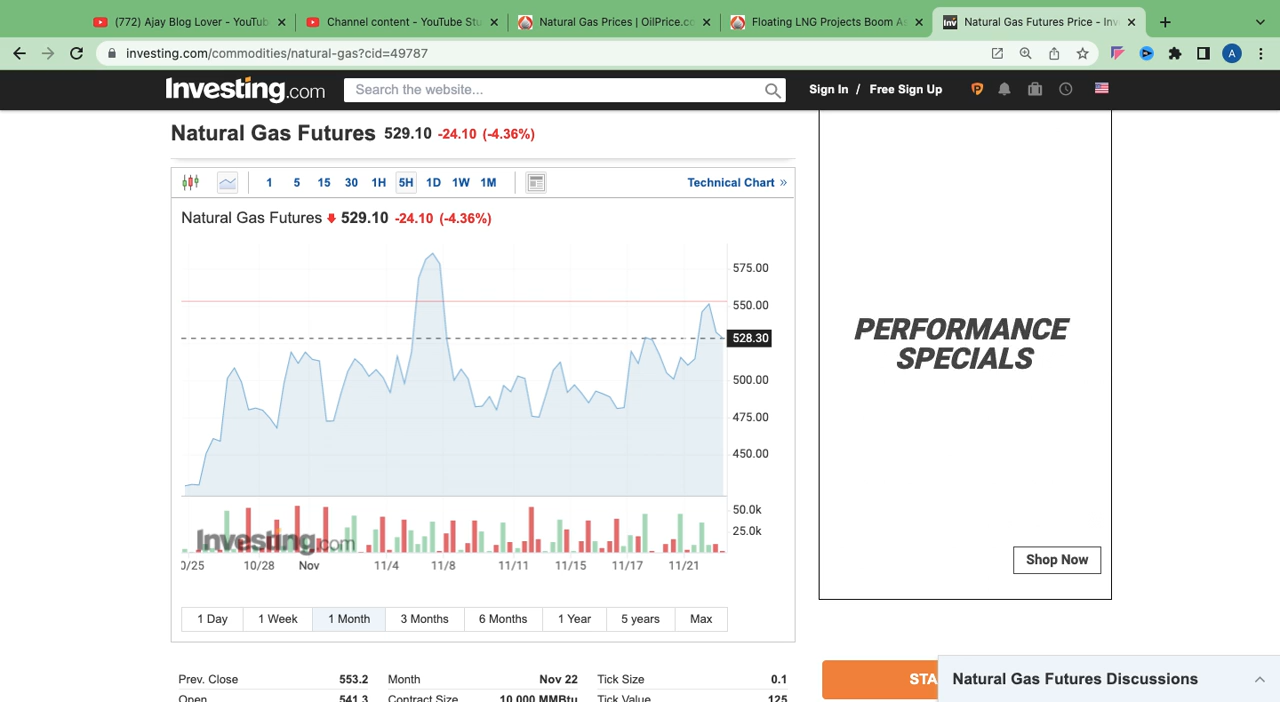 (772) Ajay Blog Lover - YouTub
Channel content - YouTube Stu
Natural Gas Prices | OilPrice.co
Floating LNG Projects Boom A
Natural Gas Futures Price - Inv
investing.com/commodities/natural-gas?cid=49787
A
Investing.com
Search the website...
Sign In / Free Sign Up
Natural Gas Futures 529.10 -24.10 (-4.36%)
1 5 15 30 1H 5H 1D 1W 1M
Technical Chart »
Natural Gas Futures 529.10 -24.10 (-4.36%)
575.00
550.00
528.30
500.00
475.00
450.00
50.0k
25.0k
Investing.com
0/25 10/28 Nov 11/4 11/8 11/11 11/15 11/17 11/21
1 Day 1 Week 1 Month 3 Months 6 Months 1 Year 5 years Max
PERFORMANCE
SPECIALS
Shop Now
Prev. Close 553.2 Month Nov 22 Tick Size 0.1
Open 541.3 Contract Size 10,000 MMBtu Tick Value 125
STA
Natural Gas Futures Discussions